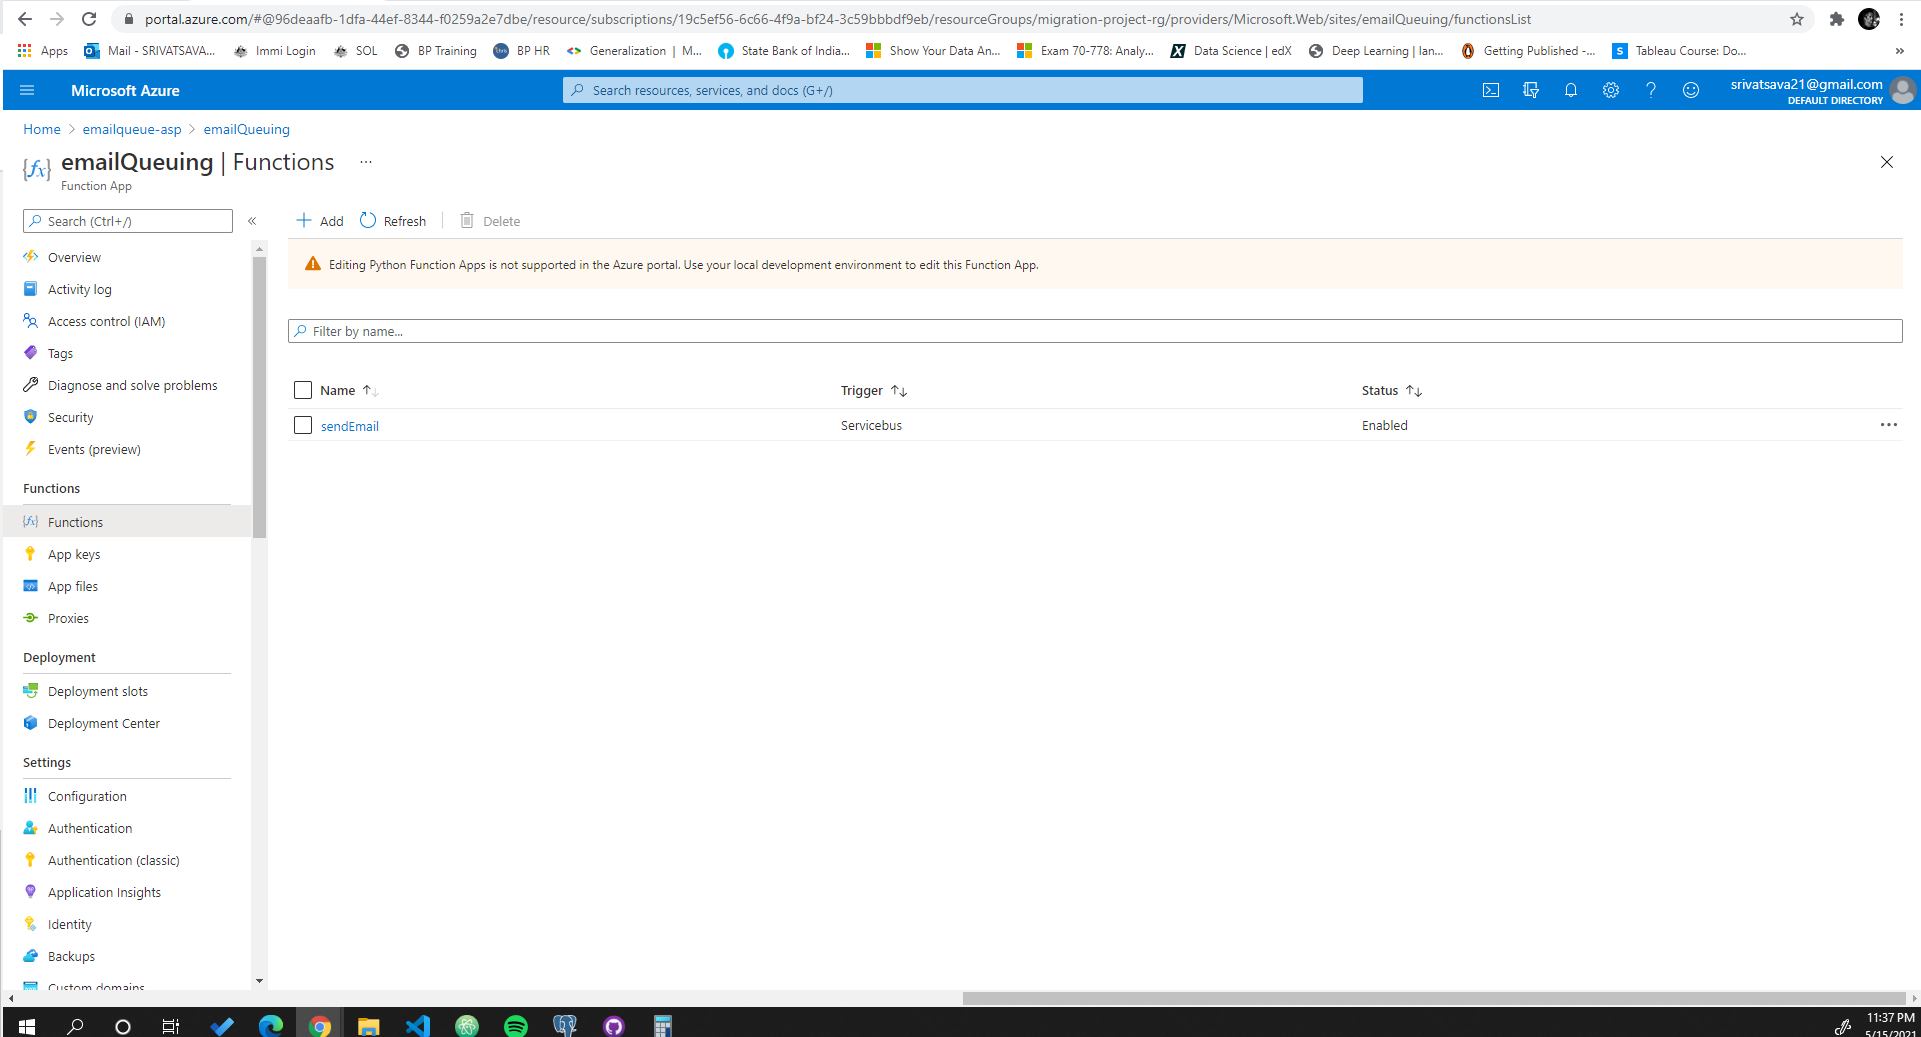 portal.azure.com/#@96deaafb-1dfa-44ef-8344-f0259a2e7dbe/resource/subscriptions/19c5ef56-6c66-4f9a-bf24-3c59bbbdf9eb/resourceGroups/migration-project-rg/providers/Microsoft.Web/sites/emailQueuing/functionsList
Apps Mail - SRIVATSAVA... Immi Login SOL BP Training BP HR Generalization | M... State Bank of India... Show Your Data An... Exam 70-778: Analy... Data Science | edX Deep Learning | Ian... Getting Published -... Tableau Course: Do... »
Microsoft Azure
Search resources, services, and docs (G+/)
srivatsava21@gmail.com
DEFAULT DIRECTORY
Home > emailqueue-asp > emailQueuing
emailQueuing | Functions ...
Function App
Search (Ctrl+/) «
Add Refresh Delete
Editing Python Function Apps is not supported in the Azure portal. Use your local development environment to edit this Function App.
Filter by name...
Name Trigger Status
sendEmail Servicebus Enabled ...
Overview
Activity log
Access control (IAM)
Tags
Diagnose and solve problems
Security
Events (preview)
Functions
Functions
App keys
App files
Proxies
Deployment
Deployment slots
Deployment Center
Settings
Configuration
Authentication
Authentication (classic)
Application Insights
Identity
Backups
Custom domains
11:37 PM
5/15/2021